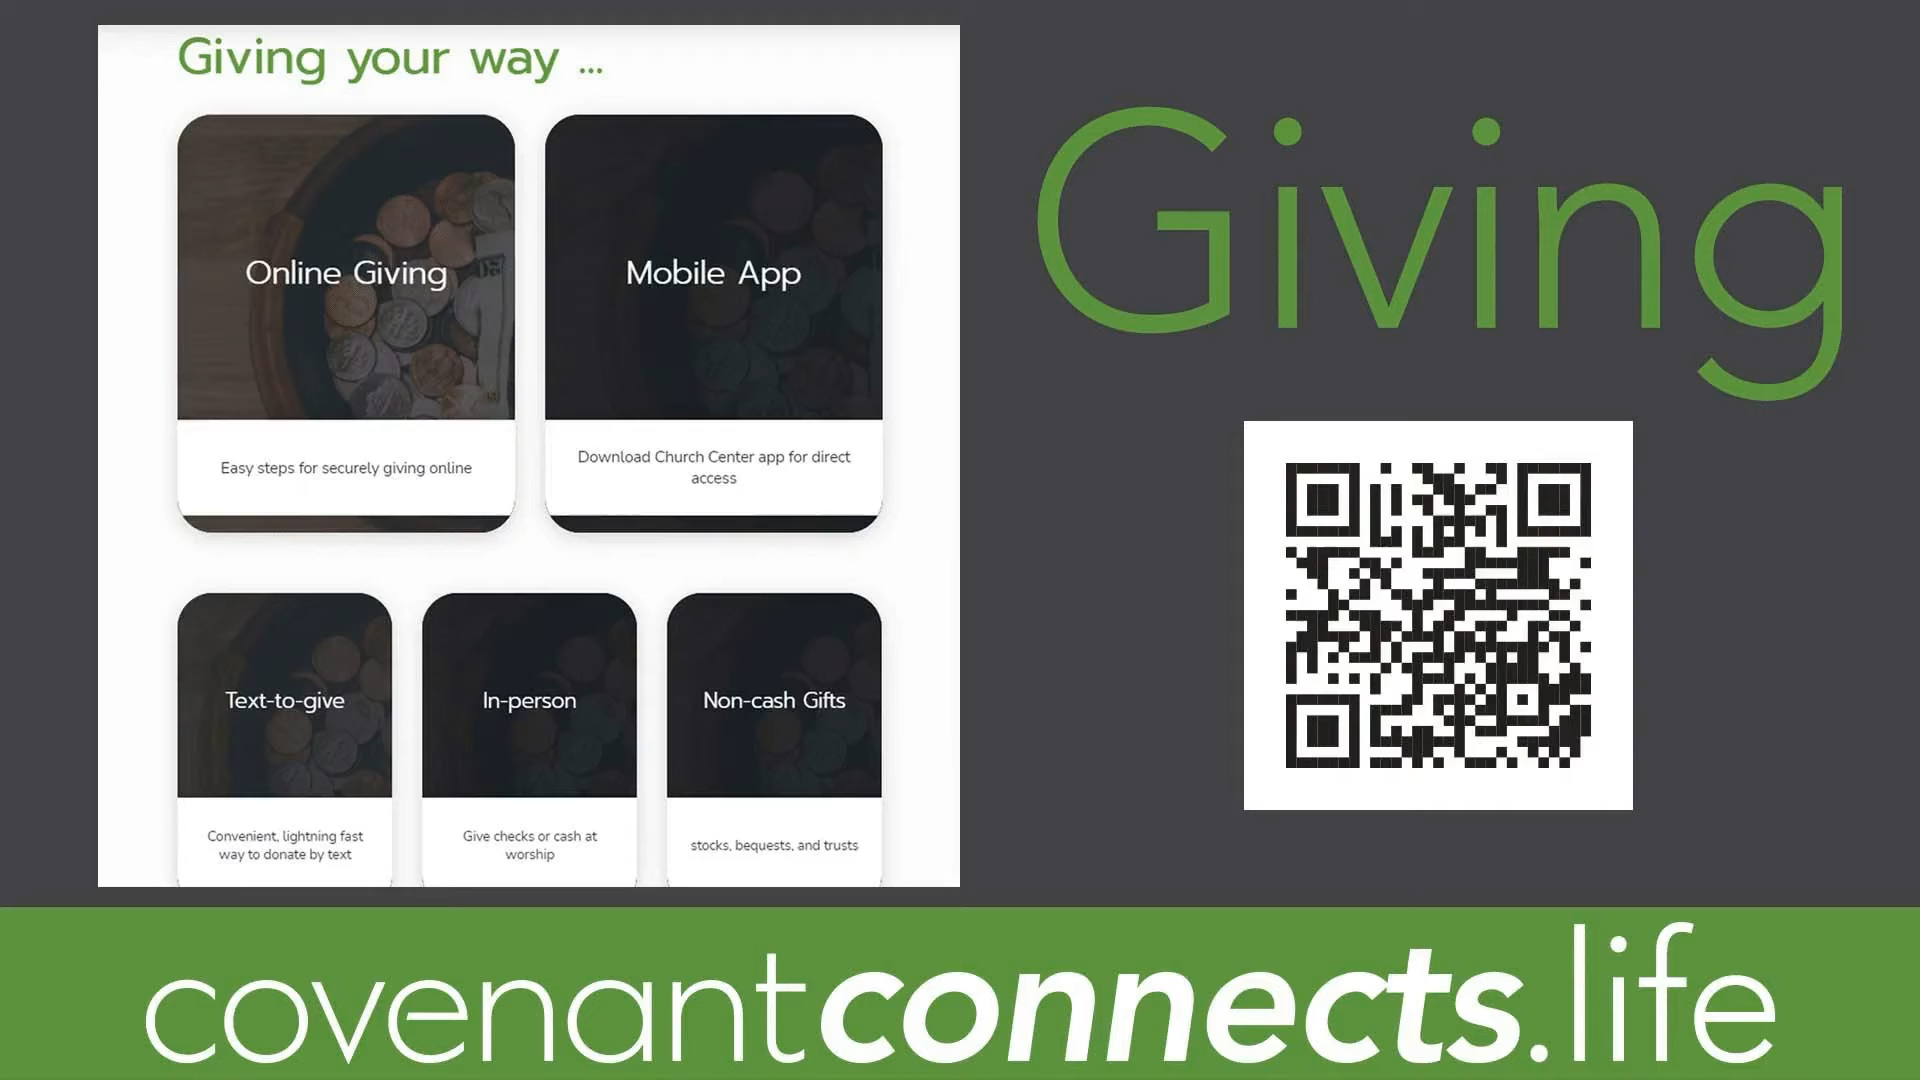 Giving your way ...
Online Giving
Easy steps for securely giving online
Mobile App
Download Church Center app for direct
access
Text-to-give
Convenient, lightning fast
way to donate by text
In-person
Give checks or cash at
worship
Non-cash Gifts
stocks, bequests, and trusts
Giving
covenantconnects.life